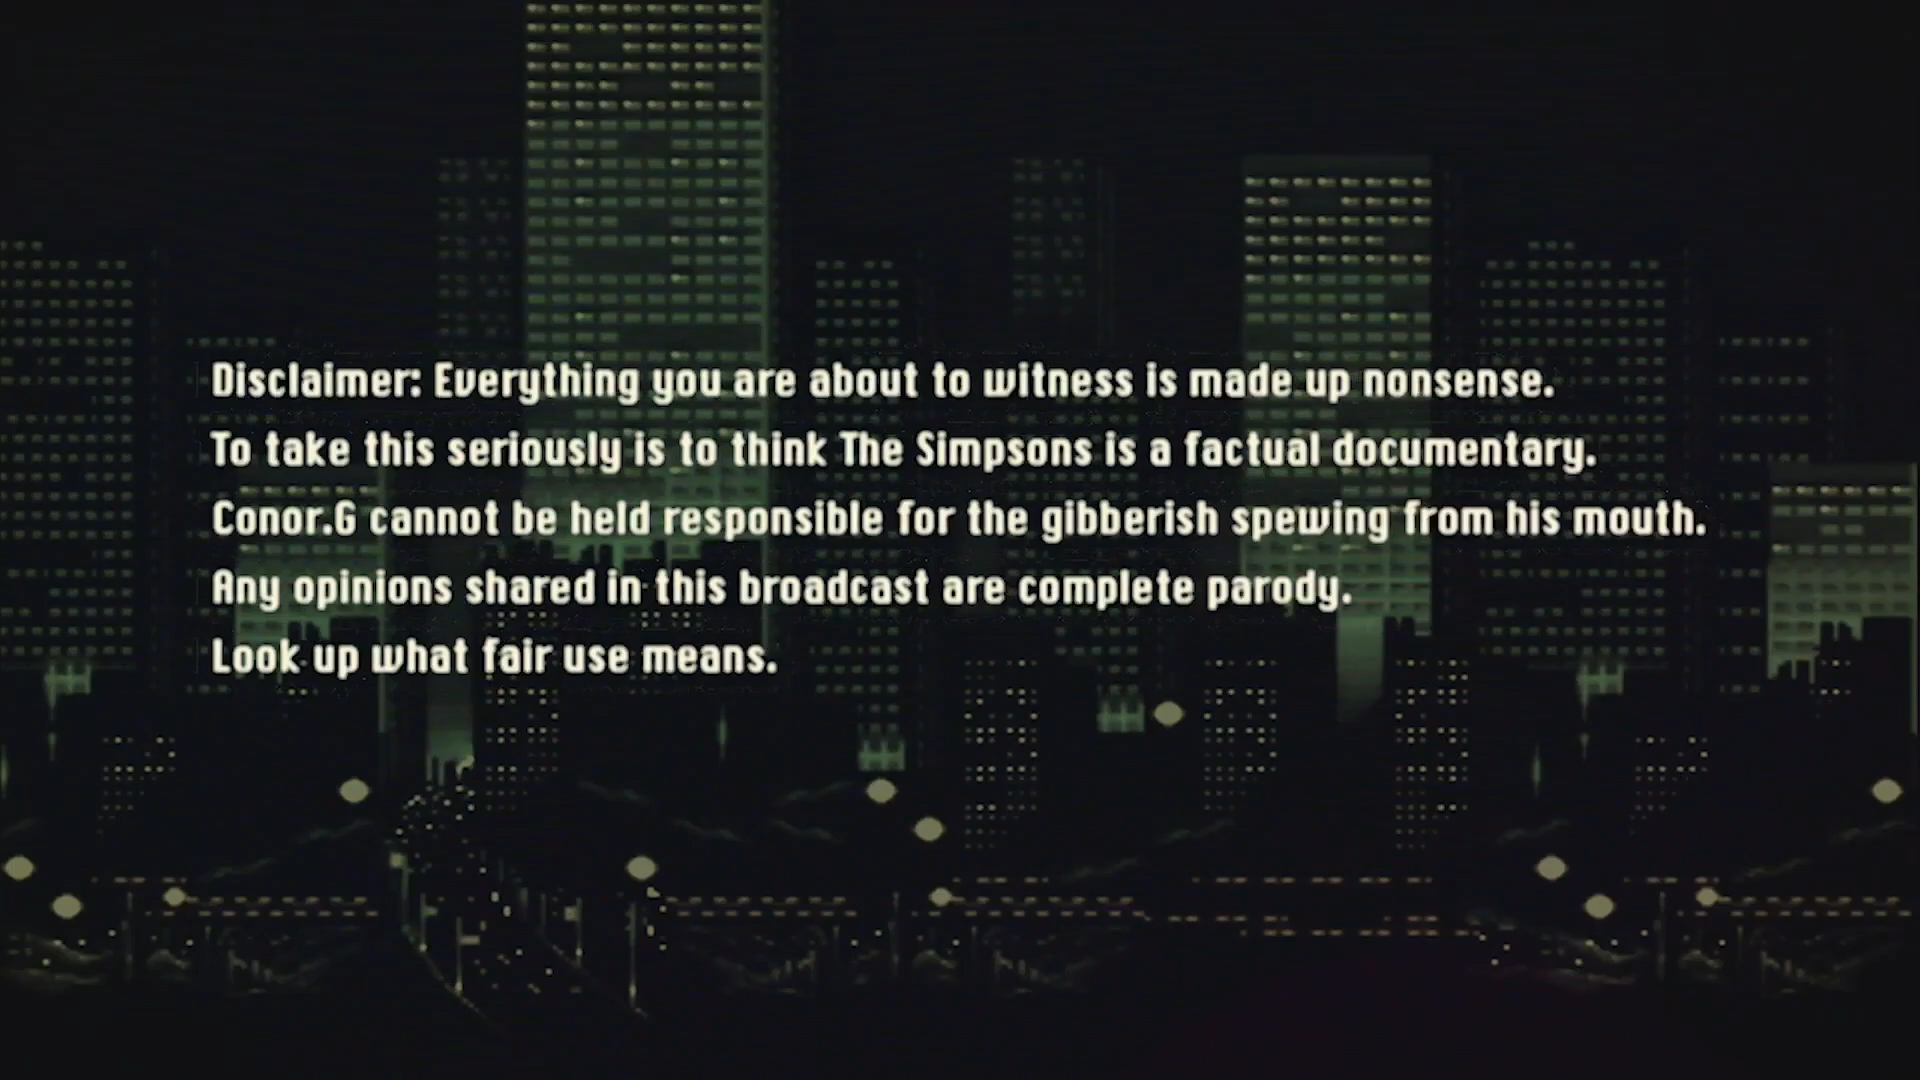 Disclaimer: Everything you are about to witness is made up nonsense.
To take this seriously is to think The Simpsons is a factual documentary.
Conor.G cannot be held responsible for the gibberish spewing from his mouth.
Any opinions shared in this broadcast are complete parody.
Look up what fair use means.